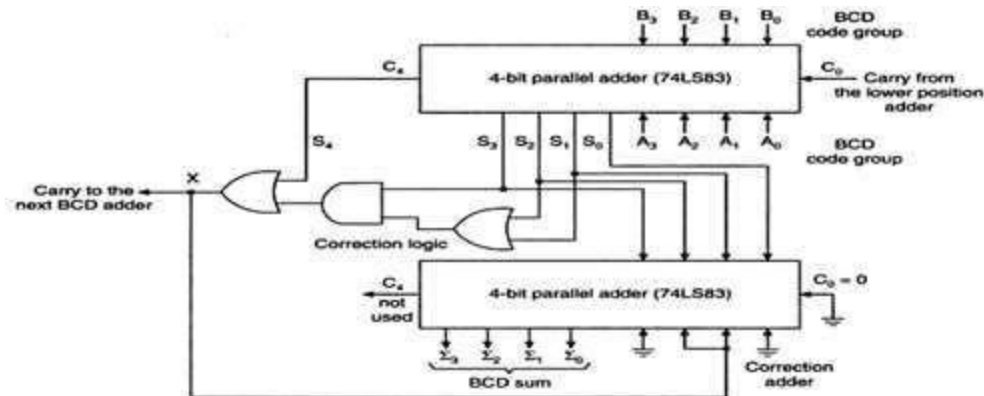 B₃ B₂ B₁ B₀
BCD
code group
C₄
4-bit parallel adder (74LS83)
C₀
Carry from
the lower position
adder
S₄
S₃ S₂ S₁ S₀
A₃ A₂ A₁ A₀
BCD
code group
X
Carry to the
next BCD adder
Correction logic
C₄
not
used
4-bit parallel adder (74LS83)
C₀ = 0
Σ₃ Σ₂ Σ₁ Σ₀
BCD sum
Correction
adder